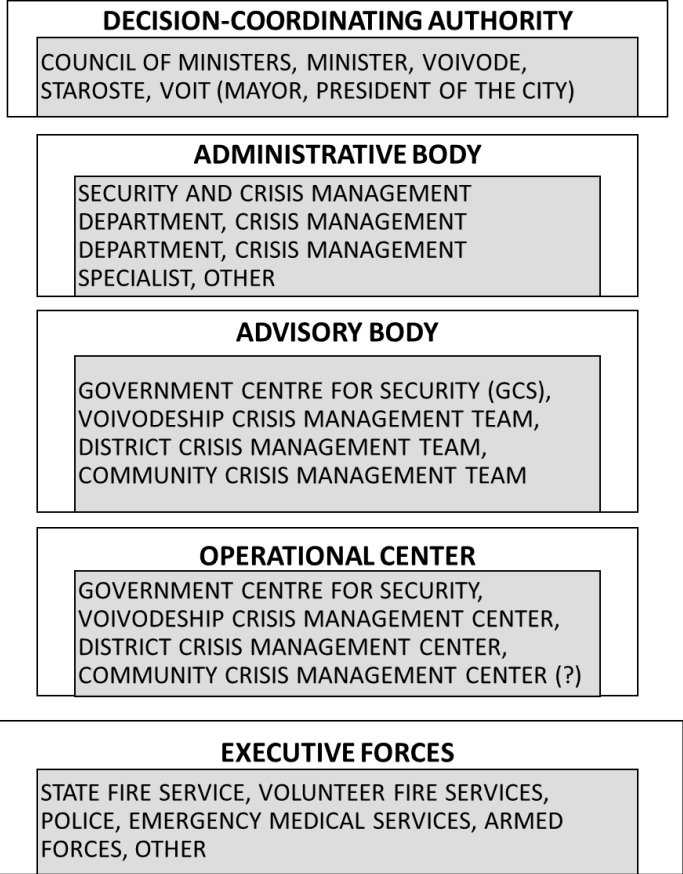 DECISION-COORDINATING AUTHORITY
COUNCIL OF MINISTERS, MINISTER, VOIVODE,
STAROSTE, VOIT (MAYOR, PRESIDENT OF THE CITY)
ADMINISTRATIVE BODY
SECURITY AND CRISIS MANAGEMENT
DEPARTMENT, CRISIS MANAGEMENT
DEPARTMENT, CRISIS MANAGEMENT
SPECIALIST, OTHER
ADVISORY BODY
GOVERNMENT CENTRE FOR SECURITY (GCS),
VOIVODESHIP CRISIS MANAGEMENT TEAM,
DISTRICT CRISIS MANAGEMENT TEAM,
COMMUNITY CRISIS MANAGEMENT TEAM
OPERATIONAL CENTER
GOVERNMENT CENTRE FOR SECURITY,
VOIVODESHIP CRISIS MANAGEMENT CENTER,
DISTRICT CRISIS MANAGEMENT CENTER,
COMMUNITY CRISIS MANAGEMENT CENTER (?)
EXECUTIVE FORCES
STATE FIRE SERVICE, VOLUNTEER FIRE SERVICES,
POLICE, EMERGENCY MEDICAL SERVICES, ARMED
FORCES, OTHER